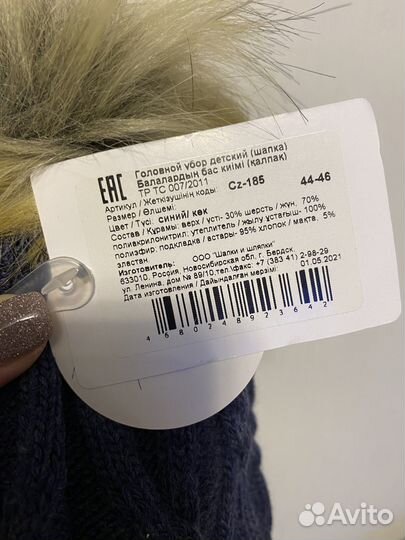 EAC
Головной убор детский (шапка)
Балалардың бас киімі (қалпақ)
ТР ТС 007/2011
Артикул / Жеткізушінің коды: Cz-185
Размер / Өлшемі: 44-46
Цвет / Түсі: синий/ көк
Состав / Құрамы: верх / үсті- 30% шерсть / жүн, 70%
полиакрилонитрил, утеплитель / жылу ұстағыш- 100%
полиэфир, подкладка / астары- 95% хлопок / мақта, 5%
эластан.
Изготовитель: ООО "Шапки и шляпки"
633010, Россия, Новосибирская обл, г. Бердск,
ул. Ленина, дом № 89/10,тел.\факс: +7 (383 41) 2-98-29
Дата изготовления / Дайындалған мерзімі: 01.05.2021
4680248923642
Avito